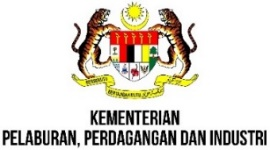 KEMENTERIAN
PELABURAN, PERDAGANGAN DAN INDUSTRI